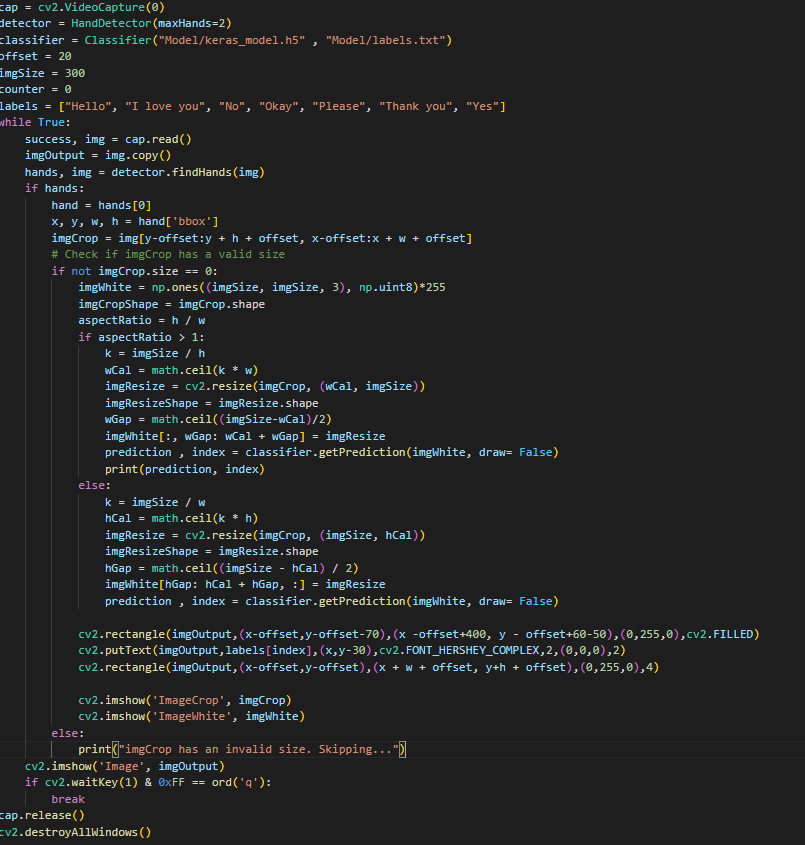 cap = cv2.VideoCapture(0)
detector = HandDetector(maxHands=2)
classifier = Classifier("Model/keras_model.h5" , "Model/labels.txt")
offset = 20
imgSize = 300
counter = 0
labels = ["Hello", "I love you", "No", "Okay", "Please", "Thank you", "Yes"]
while True:
    success, img = cap.read()
    imgOutput = img.copy()
    hands, img = detector.findHands(img)
    if hands:
        hand = hands[0]
        x, y, w, h = hand['bbox']
        imgCrop = img[y-offset:y + h + offset, x-offset:x + w + offset]
        # Check if imgCrop has a valid size
        if not imgCrop.size == 0:
            imgWhite = np.ones((imgSize, imgSize, 3), np.uint8)*255
            imgCropShape = imgCrop.shape
            aspectRatio = h / w
            if aspectRatio > 1:
                k = imgSize / h
                wCal = math.ceil(k * w)
                imgResize = cv2.resize(imgCrop, (wCal, imgSize))
                imgResizeShape = imgResize.shape
                wGap = math.ceil((imgSize-wCal)/2)
                imgWhite[:, wGap: wCal + wGap] = imgResize
                prediction , index = classifier.getPrediction(imgWhite, draw= False)
                print(prediction, index)
            else:
                k = imgSize / w
                hCal = math.ceil(k * h)
                imgResize = cv2.resize(imgCrop, (imgSize, hCal))
                imgResizeShape = imgResize.shape
                hGap = math.ceil((imgSize - hCal) / 2)
                imgWhite[hGap: hCal + hGap, :] = imgResize
                prediction , index = classifier.getPrediction(imgWhite, draw= False)
            cv2.rectangle(imgOutput,(x-offset,y-offset-70),(x -offset+400, y - offset+60-50),(0,255,0),cv2.FILLED)
            cv2.putText(imgOutput,labels[index],(x,y-30),cv2.FONT_HERSHEY_COMPLEX,2,(0,0,0),2)
            cv2.rectangle(imgOutput,(x-offset,y-offset),(x + w + offset, y+h + offset),(0,255,0),4)
            cv2.imshow('ImageCrop', imgCrop)
            cv2.imshow('ImageWhite', imgWhite)
        else:
            print("imgCrop has an invalid size. Skipping...")
    cv2.imshow('Image', imgOutput)
    if cv2.waitKey(1) & 0xFF == ord('q'):
        break
cap.release()
cv2.destroyAllWindows()